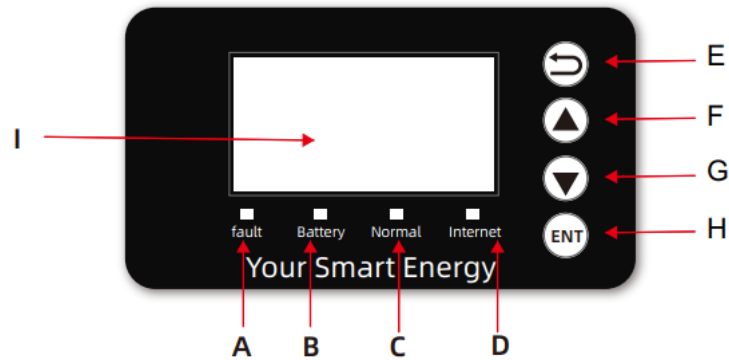 E
F
I
G
fault Battery Normal Internet
ENT
H
Your Smart Energy
A B C D